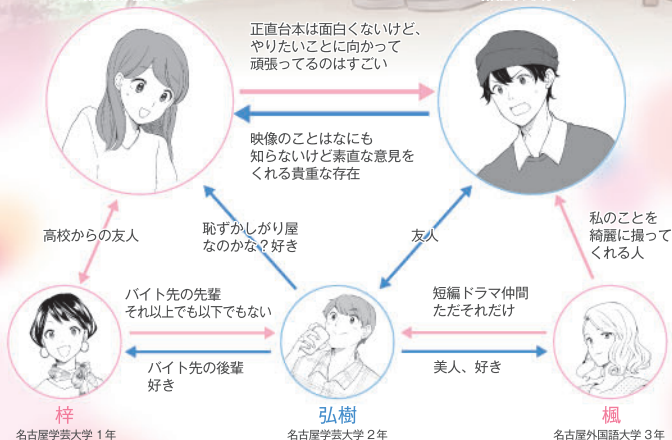 正直台本は面白くないけど、
やりたいことに向かって
頑張ってるのはすごい
映像のことはなにも
知らないけど素直な意見を
くれる貴重な存在
高校からの友人
恥ずかしがり屋
なのかな？好き
友人
私のことを
綺麗に撮って
くれる人
バイト先の先輩
それ以上でも以下でもない
バイト先の後輩
好き
短編ドラマ仲間
ただそれだけ
美人、好き
梓
名古屋学芸大学 1年
弘樹
名古屋学芸大学 2年
楓
名古屋外国語大学 3年